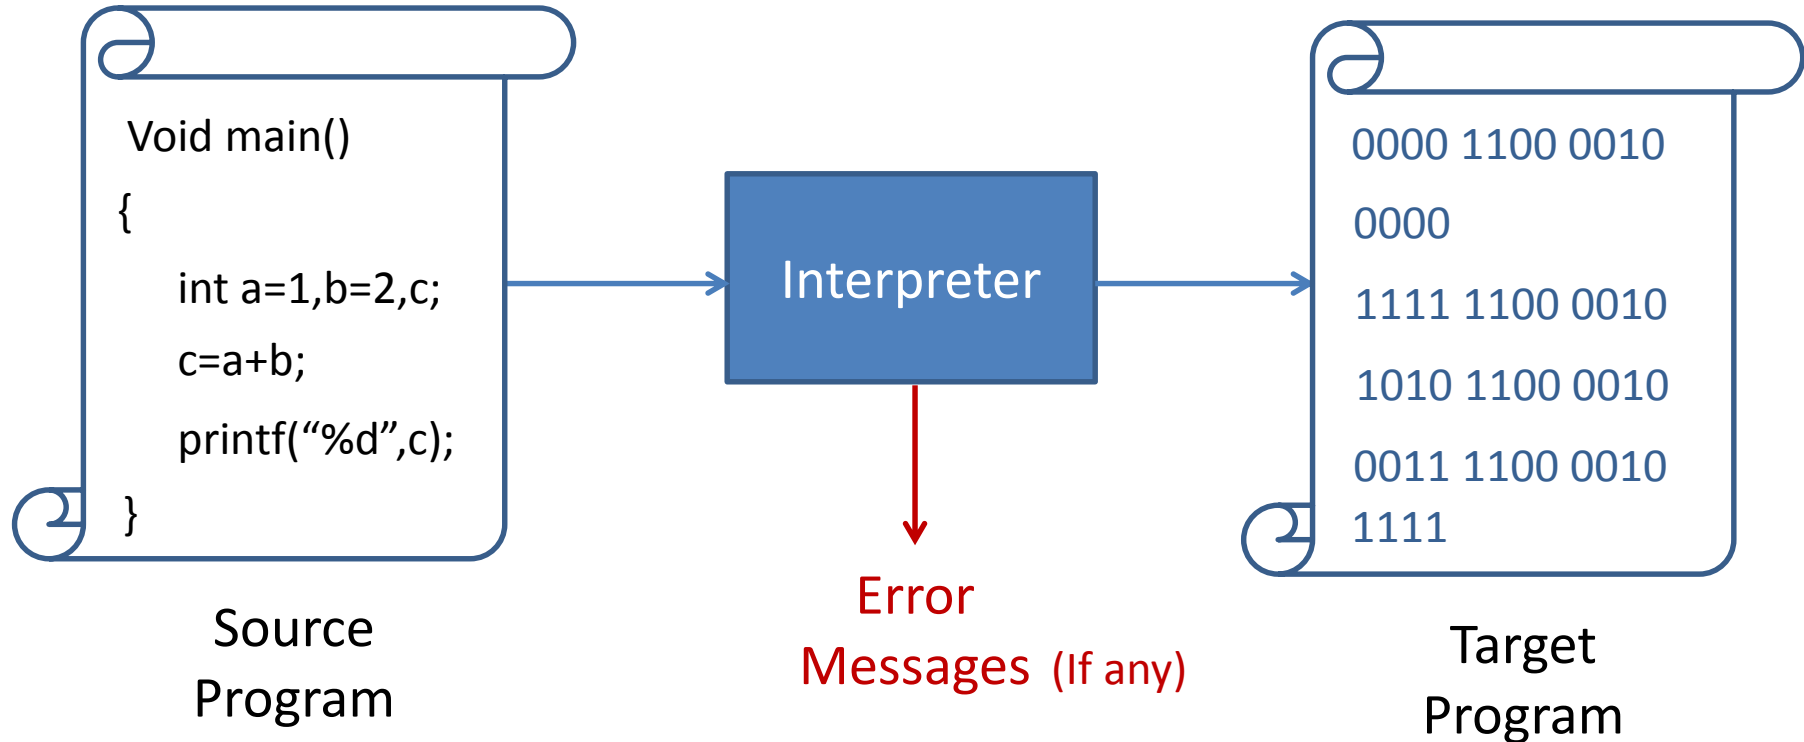 Void main()
{
int a=1,b=2,c;
c=a+b;
printf(“%d”,c);
}
Source
Program
Interpreter
Error
Messages (If any)
0000 1100 0010
0000
1111 1100 0010
1010 1100 0010
0011 1100 0010
1111
Target
Program